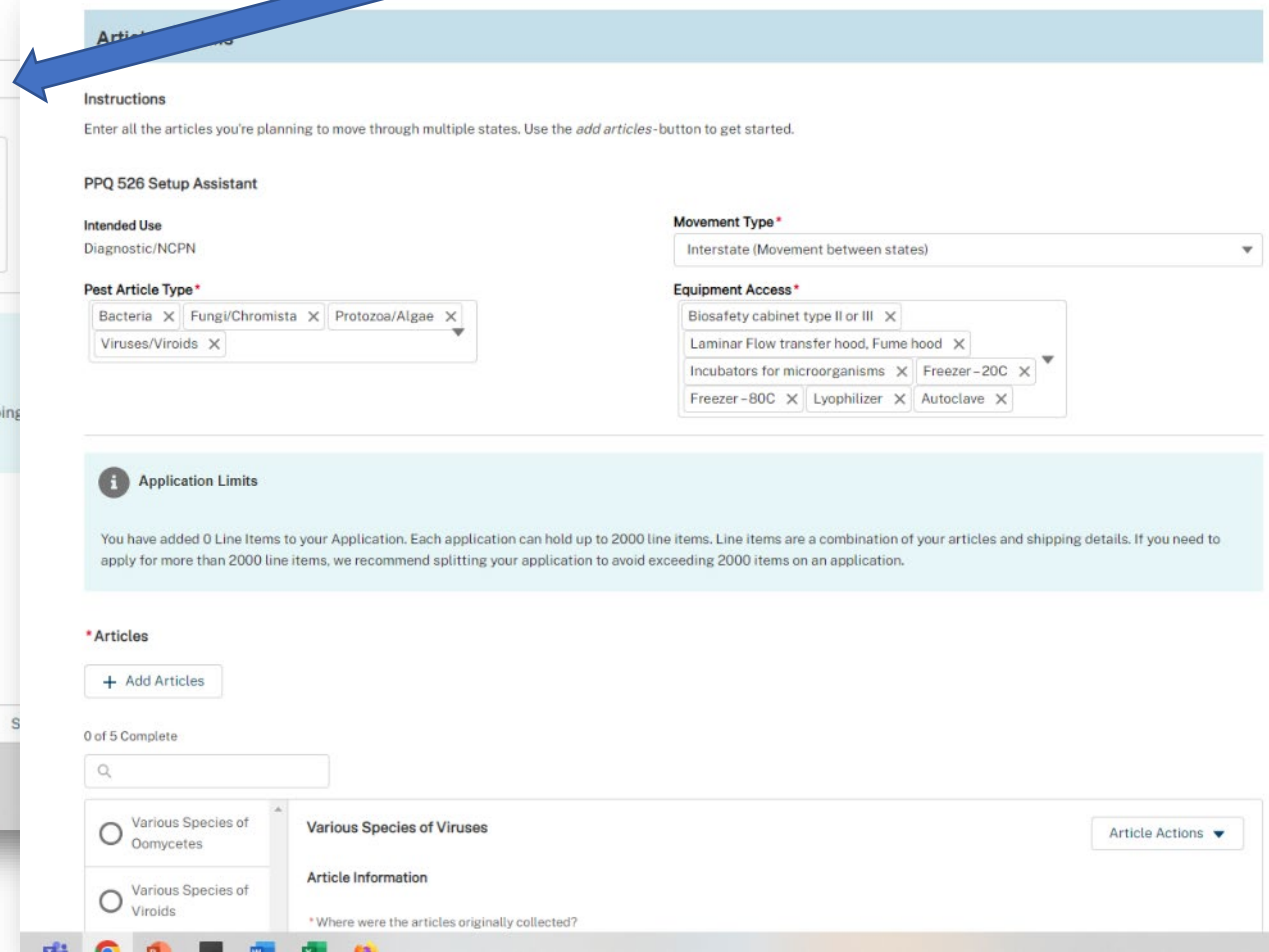 Instructions
Enter all the articles you're planning to move through multiple states. Use the add articles-button to get started.
PPQ 526 Setup Assistant
Intended Use
Diagnostic/NCPN
Movement Type*
Interstate (Movement between states)
Pest Article Type*
Bacteria X Fungi/Chromista X Protozoa/Algae X
Viruses/Viroids X
Equipment Access*
Biosafety cabinet type II or III X
Laminar Flow transfer hood, Fume hood X
Incubators for microorganisms X Freezer-20C X
Freezer-80C X Lyophilizer X Autoclave X
Application Limits
You have added 0 Line Items to your Application. Each application can hold up to 2000 line items. Line items are a combination of your articles and shipping details. If you need to
apply for more than 2000 line items, we recommend splitting your application to avoid exceeding 2000 items on an application.
*Articles
+ Add Articles
0 of 5 Complete
Various Species of
Oomycetes
Various Species of
Viroids
Various Species of Viruses
Article Actions
Article Information
*Where were the articles originally collected?